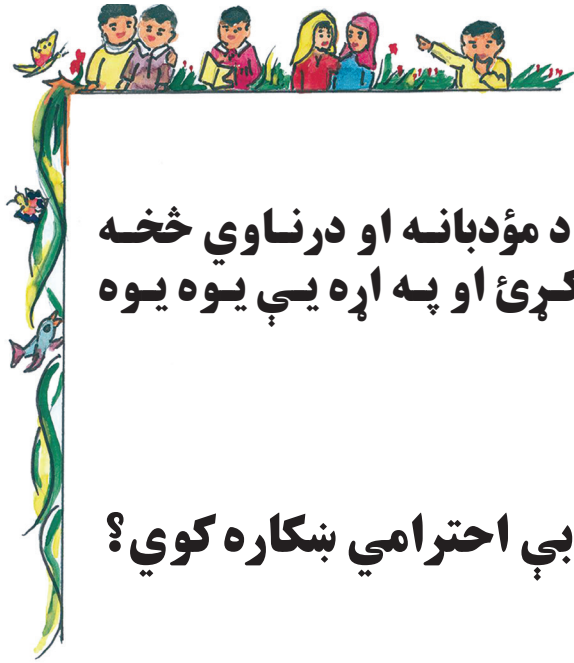 د مؤدبانه او درناوي څخه
کړئ او په اړه يې يوه يوه
بې احترامي ښکاره کوي؟